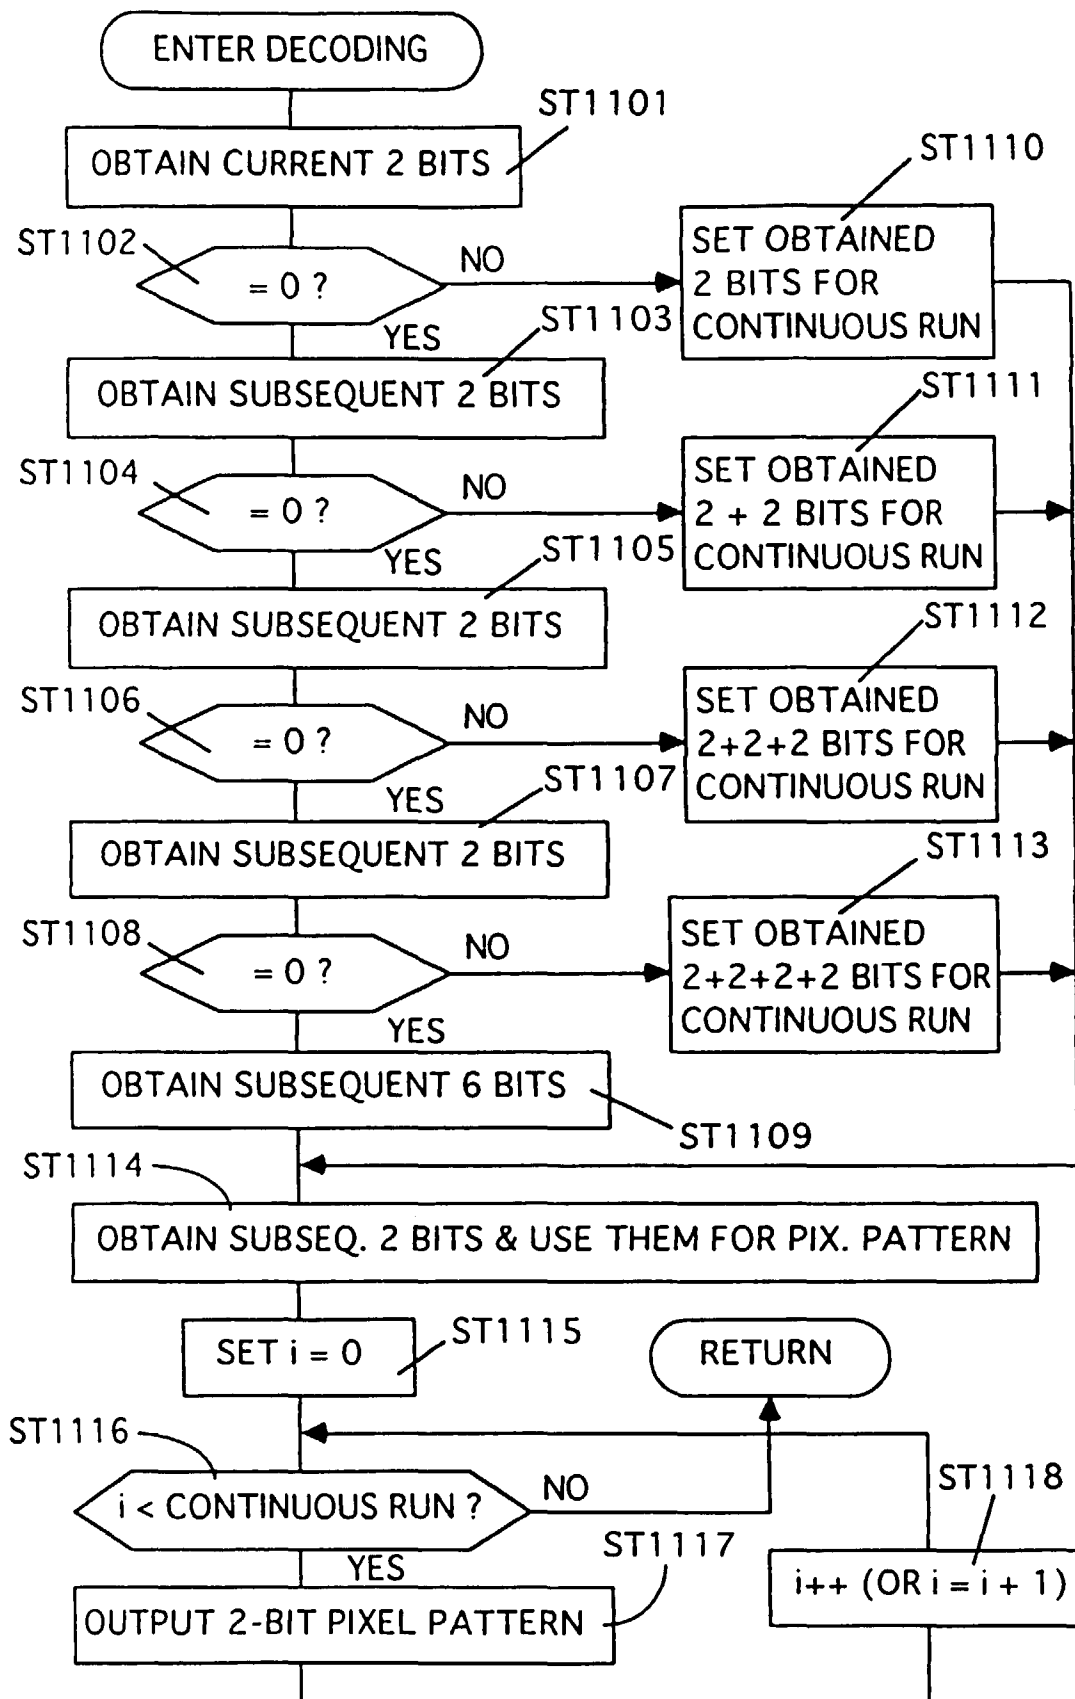 ENTER DECODING
ST1101
OBTAIN CURRENT 2 BITS
ST1110
ST1102
= 0 ?
NO
SET OBTAINED
2 BITS FOR
CONTINUOUS RUN
YES
ST1103
OBTAIN SUBSEQUENT 2 BITS
ST1111
ST1104
= 0 ?
NO
SET OBTAINED
2 + 2 BITS FOR
CONTINUOUS RUN
YES
ST1105
OBTAIN SUBSEQUENT 2 BITS
ST1112
ST1106
= 0 ?
NO
SET OBTAINED
2+2+2 BITS FOR
CONTINUOUS RUN
YES
ST1107
OBTAIN SUBSEQUENT 2 BITS
ST1113
ST1108
= 0 ?
NO
SET OBTAINED
2+2+2+2 BITS FOR
CONTINUOUS RUN
YES
OBTAIN SUBSEQUENT 6 BITS
ST1109
ST1114
OBTAIN SUBSEQ. 2 BITS & USE THEM FOR PIX. PATTERN
SET i = 0
ST1115
RETURN
ST1116
i < CONTINUOUS RUN ?
NO
ST1118
YES
ST1117
i++ (OR i = i + 1)
OUTPUT 2-BIT PIXEL PATTERN